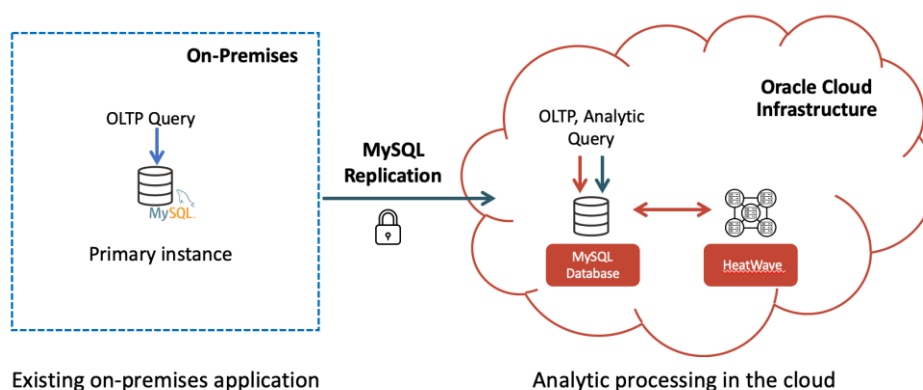 On-Premises
OLTP Query
MySQL
Primary instance
MySQL
Replication
Oracle Cloud
Infrastructure
OLTP, Analytic
Query
MySQL
Database
HeatWave
Existing on-premises application
Analytic processing in the cloud